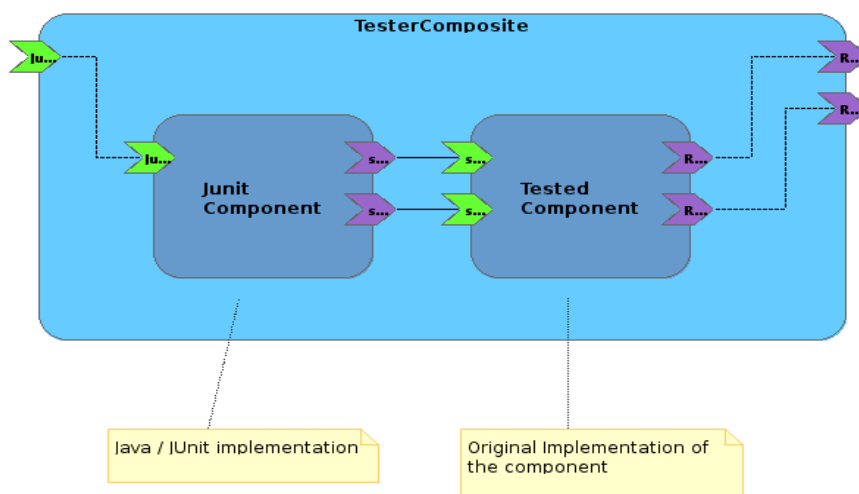 TesterComposite
Ju...
R...
R...
Ju...
s...
s...
R...
Junit
Component
Tested
Component
s...
s...
R...
Java / JUnit implementation
Original Implementation of
the component